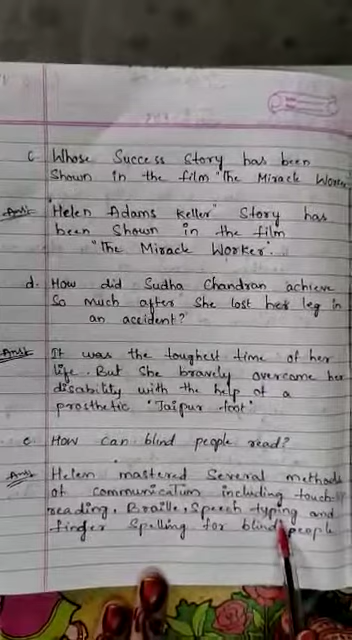 c. Whose Success Story has been
Shown in the film "The Miracle Worker
Ans: "Helen Adams Keller" Story has
been Shown in the film
"The Miracle Worker".
d. How did Sudha Chandran achieve
So much after She lost her leg in
an accident?
Ans: It was the toughest time of her
life. But She bravely overcame her
disability with the help of a
prosthetic "Jaipur foot"
e. How can blind people read?
Ans: Helen mastered Several methods
of communication including touch
reading, Braille, Speech typing and
finger Spelling for blind people